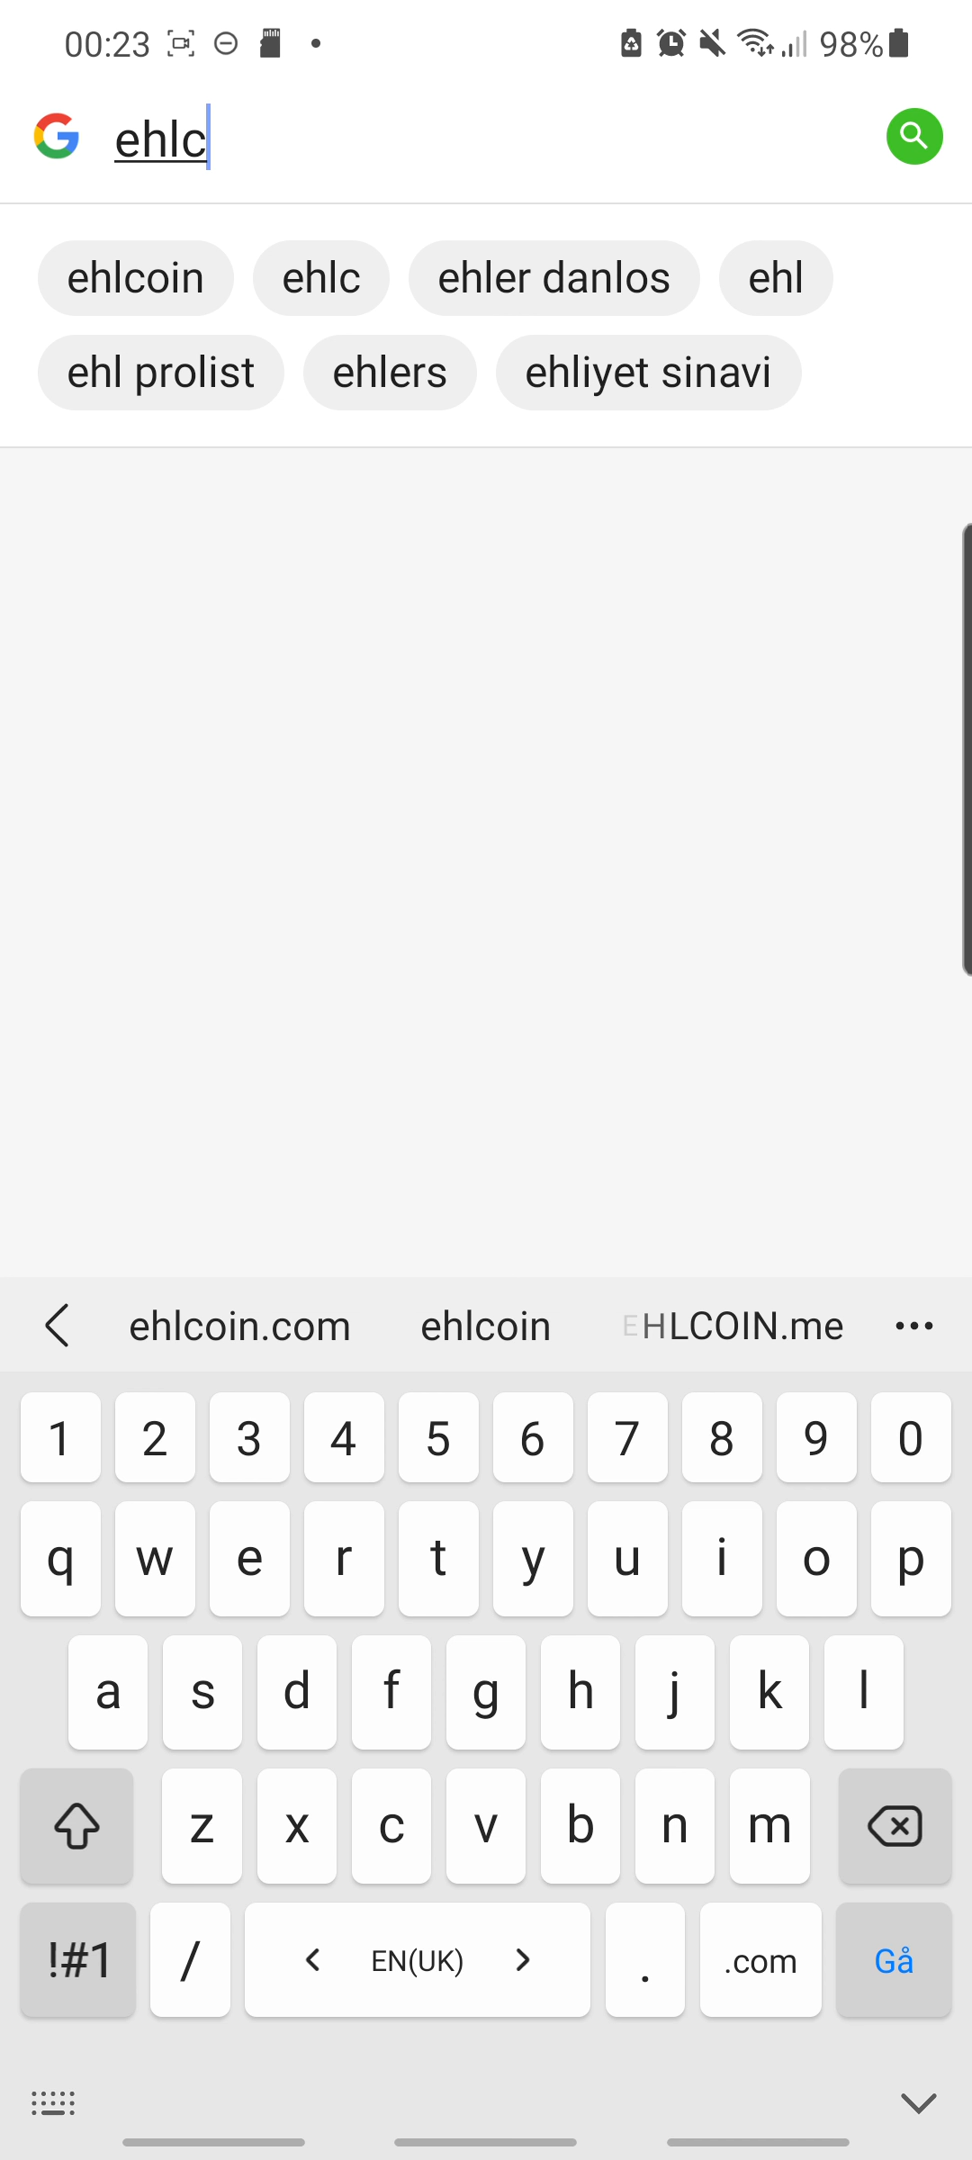 00:23 98%
ehlc
ehlcoin ehlc ehler danlos ehl
ehl prolist ehlers ehliyet sinavi
ehlcoin.com ehlcoin EHLCOIN.me
1 2 3 4 5 6 7 8 9 0
q w e r t y u i o p
a s d f g h j k l
z x c v b n m
!#1 / EN(UK) . .com Gå